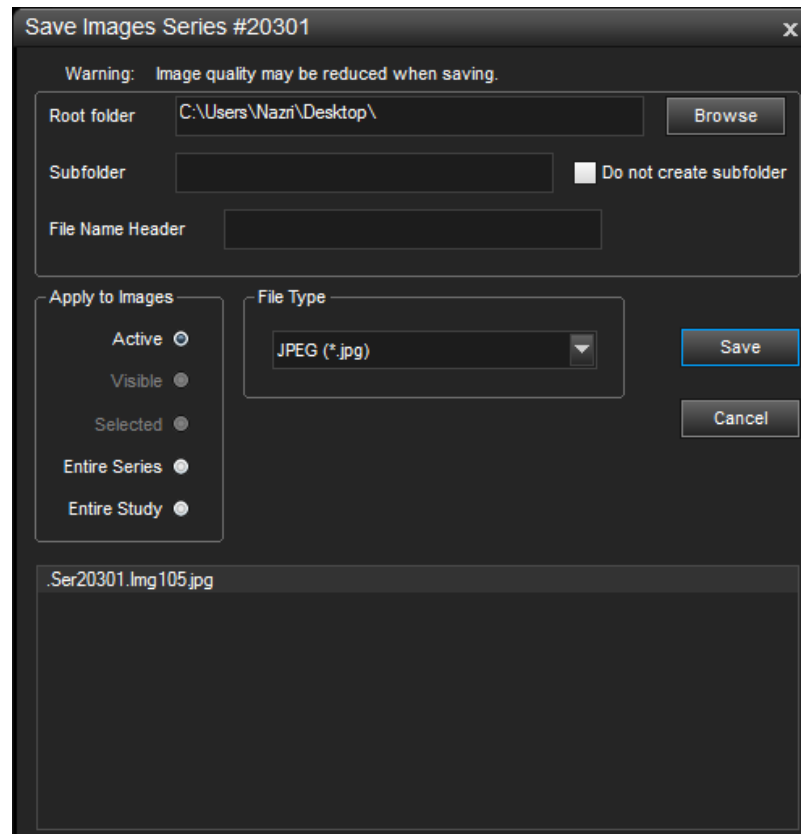 Save Images Series #20301 x
Warning: Image quality may be reduced when saving.
Root folder C:\Users\Nazri\Desktop\ Browse
Subfolder Do not create subfolder
File Name Header
Apply to Images
Active
Visible
Selected
Entire Series
Entire Study
File Type
JPEG (*.jpg)
Save
Cancel
.Ser20301.Img105.jpg